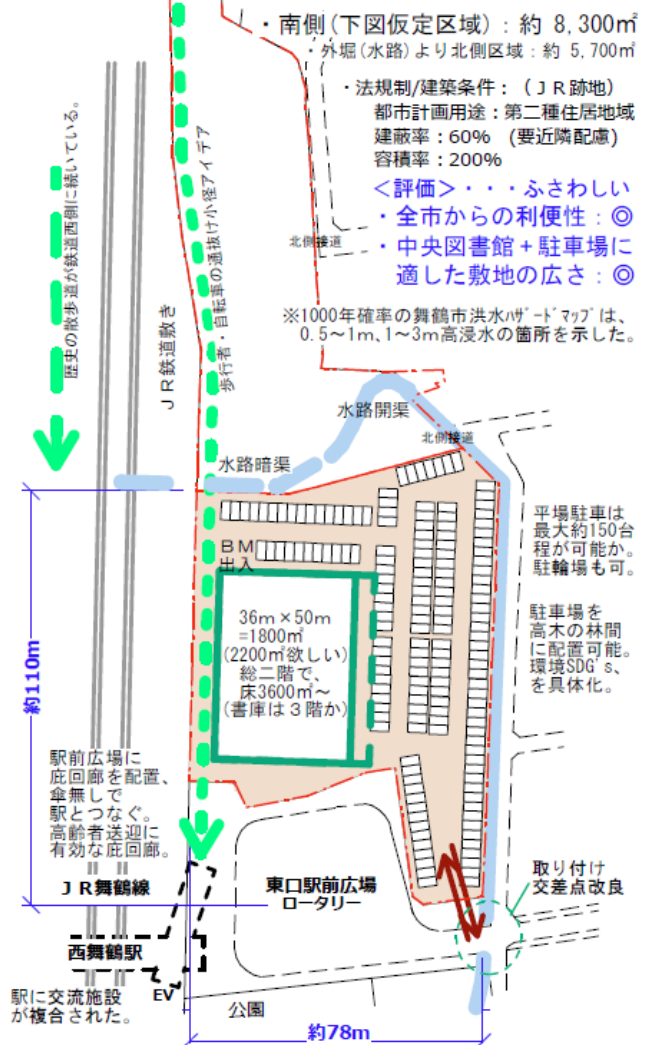 ・南側(下図仮定区域)：約 8,300㎡
・外堀(水路)より北側区域：約 5,700㎡
・法規制/建築条件：（ＪＲ跡地）
都市計画用途：第二種住居地域
建蔽率：60%　(要近隣配慮)
容積率：200%
＜評価＞・・・ふさわしい
・全市からの利便性：◎
・中央図書館＋駐車場に
適した敷地の広さ：◎
※1000年確率の舞鶴市洪水ﾊｻﾞｰﾄﾞﾏｯﾌﾟは、
0.5～1m、1～3m高浸水の箇所を示した。
歴史の散歩道が鉄道西側に続いている。
ＪＲ鉄道敷き
歩行者・自転車の通抜け小径アイデア
北側接道
水路開渠
北側接道
水路暗渠
平場駐車は
最大約150台
程が可能か。
駐輪場も可。
ＢＭ
出入
36m×50m
=1800㎡
(2200㎡欲しい)
総二階で、
床3600㎡～
(書庫は３階か)
駐車場を
高木の林間
に配置可能。
環境SDG's、
を具体化。
約110m
駅前広場に
庇回廊を配置、
傘無しで
駅とつなぐ。
高齢者送迎に
有効な庇回廊。
ＪＲ舞鶴線
東口駅前広場
ロータリー
取り付け
交差点改良
西舞鶴駅
駅に交流施設
が複合された。
EV
公園
約78m